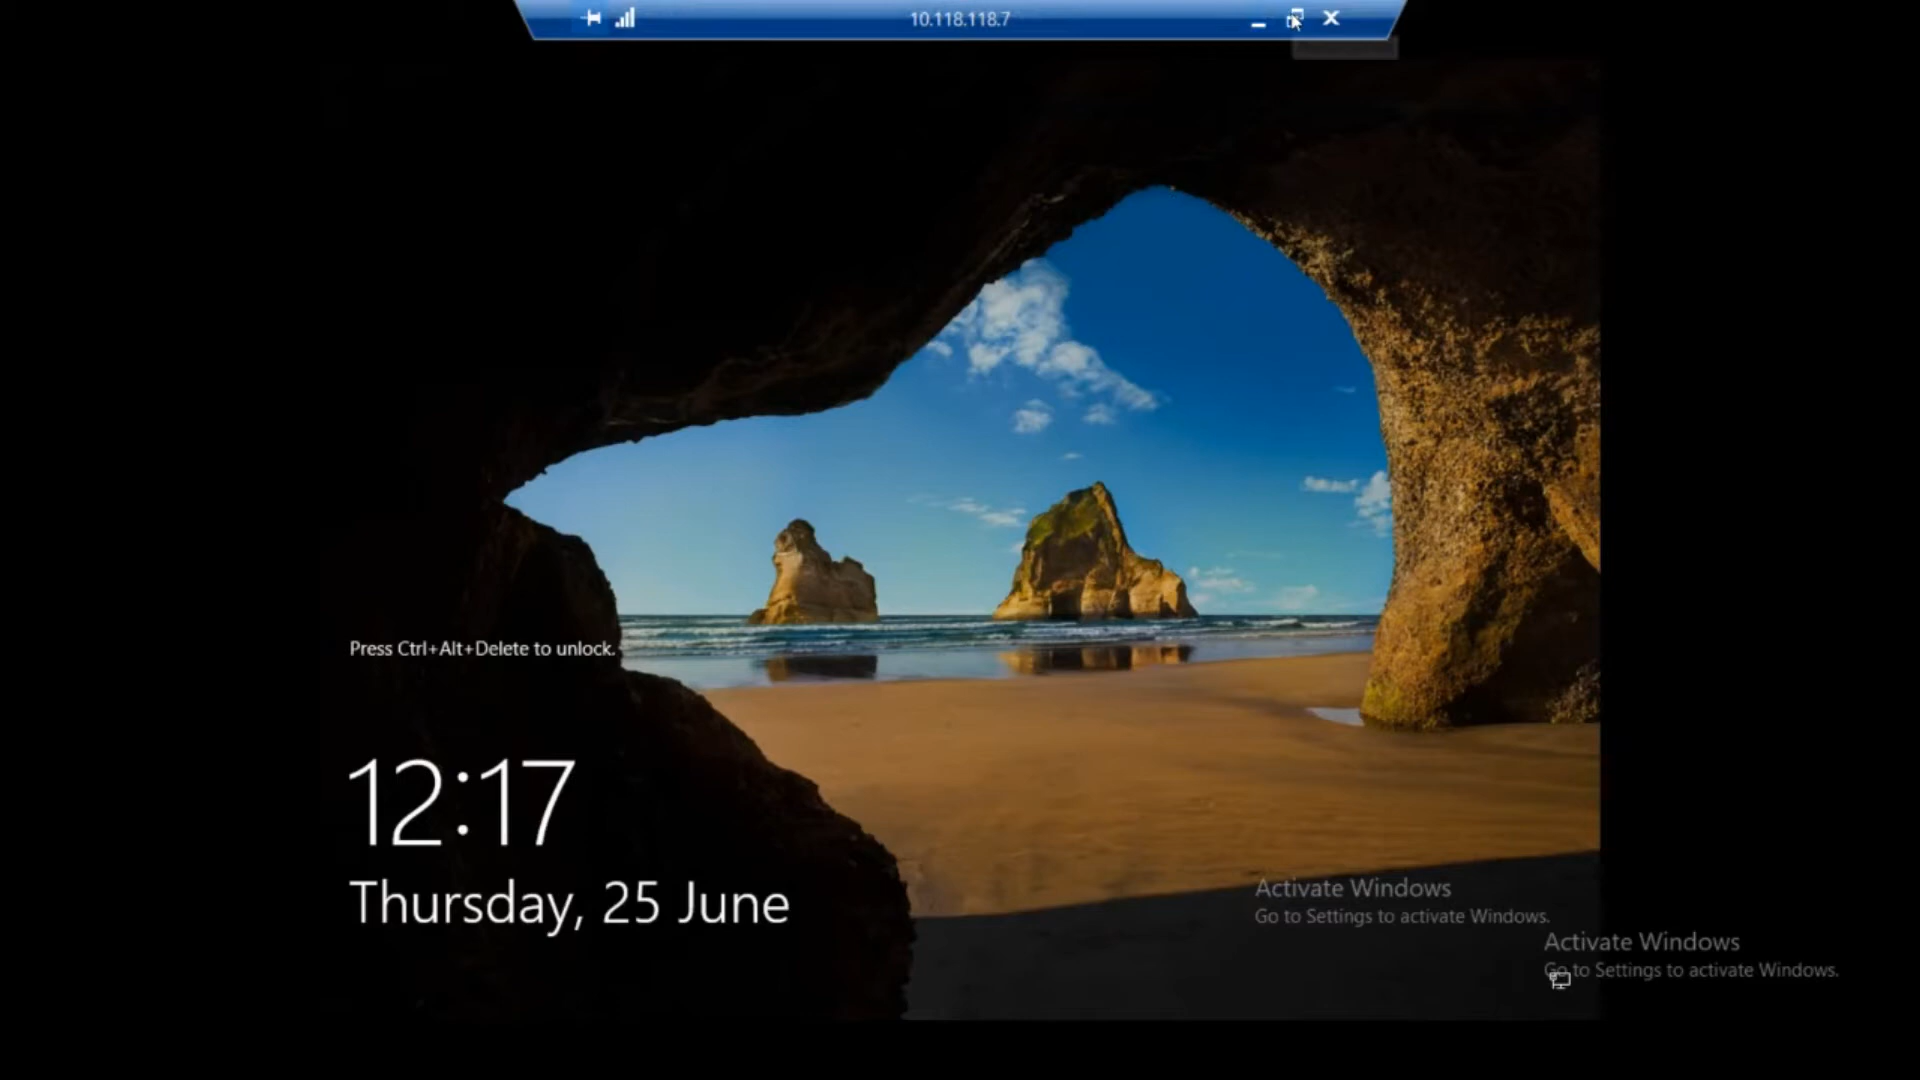 10.118.118.7
Press Ctrl+Alt+Delete to unlock.
12:17
Thursday, 25 June
Activate Windows
Go to Settings to activate Windows.
Activate Windows
Go to Settings to activate Windows.